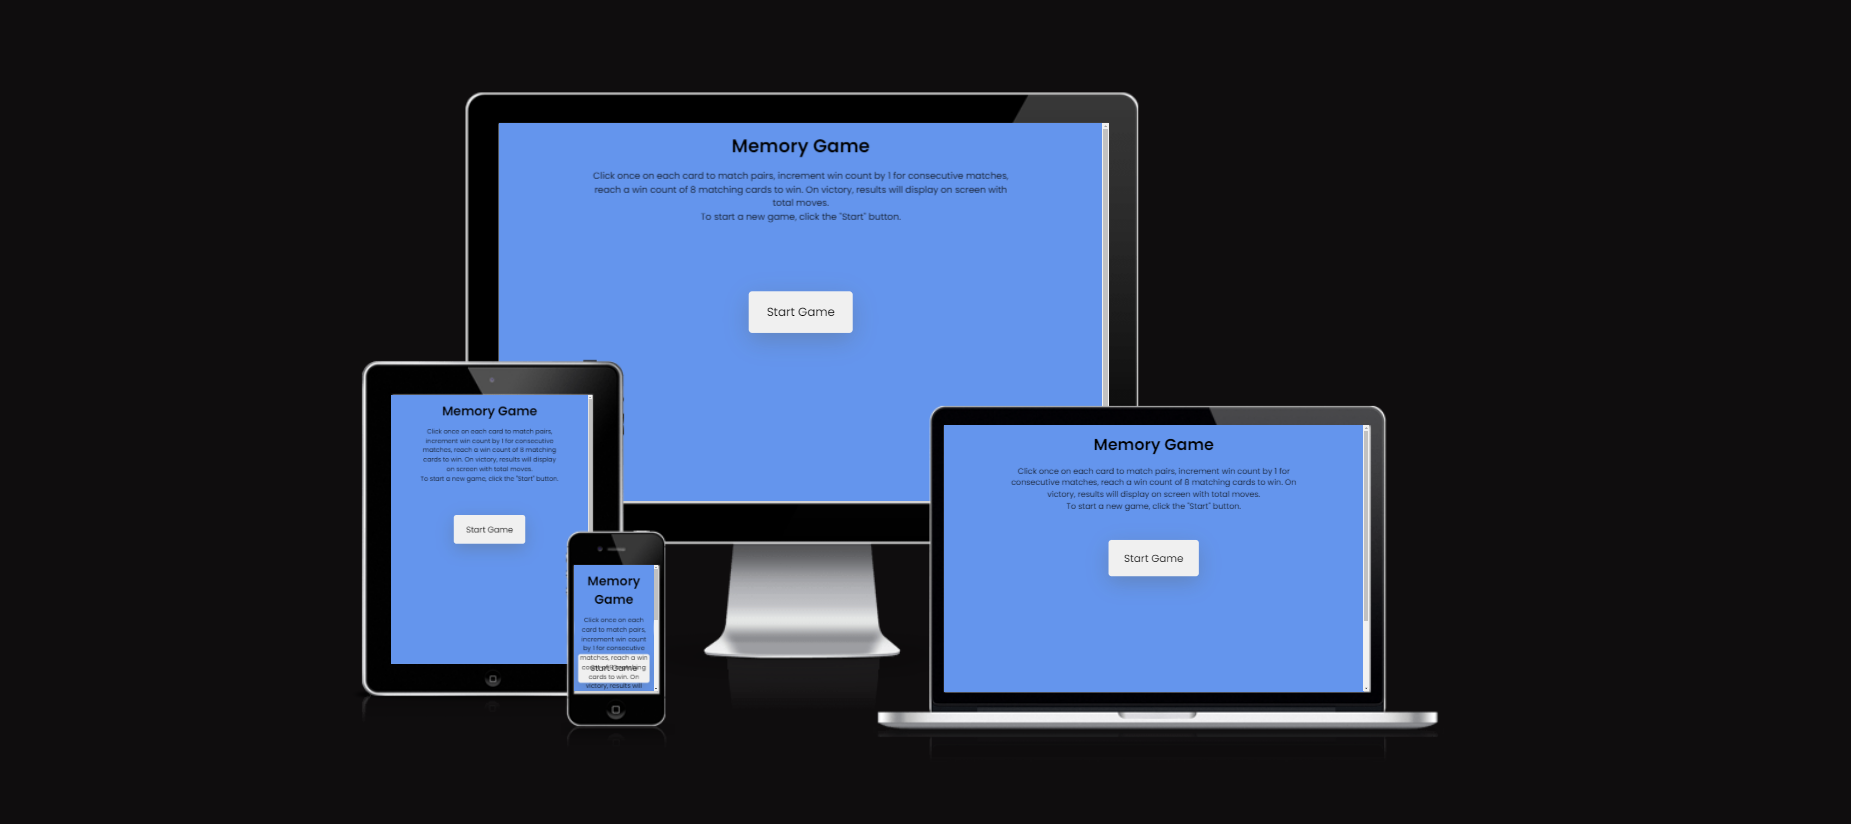 Memory Game
Click once on each card to match pairs, increment win count by 1 for consecutive matches,
reach a win count of 8 matching cards to win. On victory, results will display on screen with
total moves.
To start a new game, click the "Start" button.
Start Game
Memory Game
Click once on each card to match pairs,
increment win count by 1 for consecutive
matches, reach a win count of 8 matching
cards to win. On victory, results will display
on screen with total moves.
To start a new game, click the "Start" button.
Start Game
Memory
Game
Click once on each
card to match pairs,
increment win count
by 1 for consecutive
matches, reach a win
Start Game
cards to win. On
victory, results will
Memory Game
Click once on each card to match pairs, increment win count by 1 for
consecutive matches, reach a win count of 8 matching cards to win. On
victory, results will display on screen with total moves.
To start a new game, click the "Start" button.
Start Game